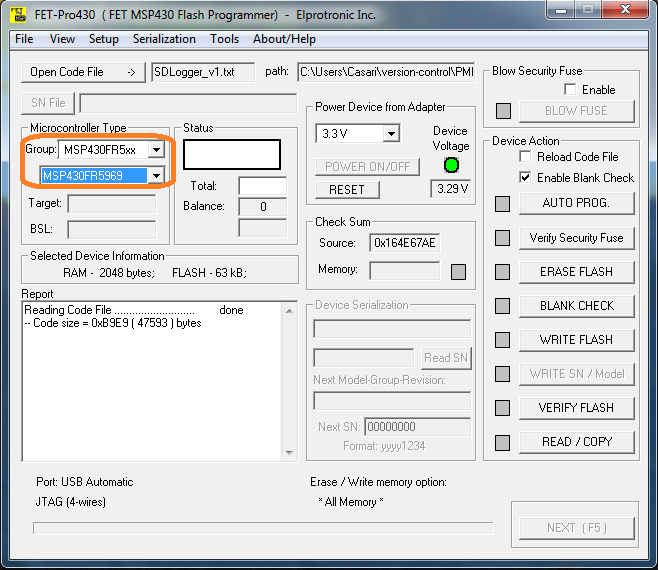 FET-Pro430 ( FET MSP430 Flash Programmer) - Elprotronic Inc.
File View Setup Serialization Tools About/Help
Open Code File -> SDLogger_v1.txt path: C:\Users\Casari\version-control\PMI
SN File
Microcontroller Type
Group: MSP430FR5xx
MSP430FR5969
Target:
BSL:
Status
Total:
Balance: 0
Selected Device Information
RAM - 2048 bytes; FLASH - 63 kB;
Report
Reading Code File ........................... done
-- Code size = 0xB9E9 ( 47593 ) bytes
Power Device from Adapter
3.3 V
Device
Voltage
POWER ON/OFF
RESET
3.29 V
Check Sum
Source: 0x164E67AE
Memory:
Device Serialization
Read SN
Next Model-Group-Revision:
Next SN: 00000000
Format: yyyy1234
Blow Security Fuse
Enable
BLOW FUSE
Device Action
Reload Code File
Enable Blank Check
AUTO PROG.
Verify Security Fuse
ERASE FLASH
BLANK CHECK
WRITE FLASH
WRITE SN / Model
VERIFY FLASH
READ / COPY
Port: USB Automatic
JTAG (4-wires)
Erase / Write memory option:
* All Memory *
NEXT ( F5 )